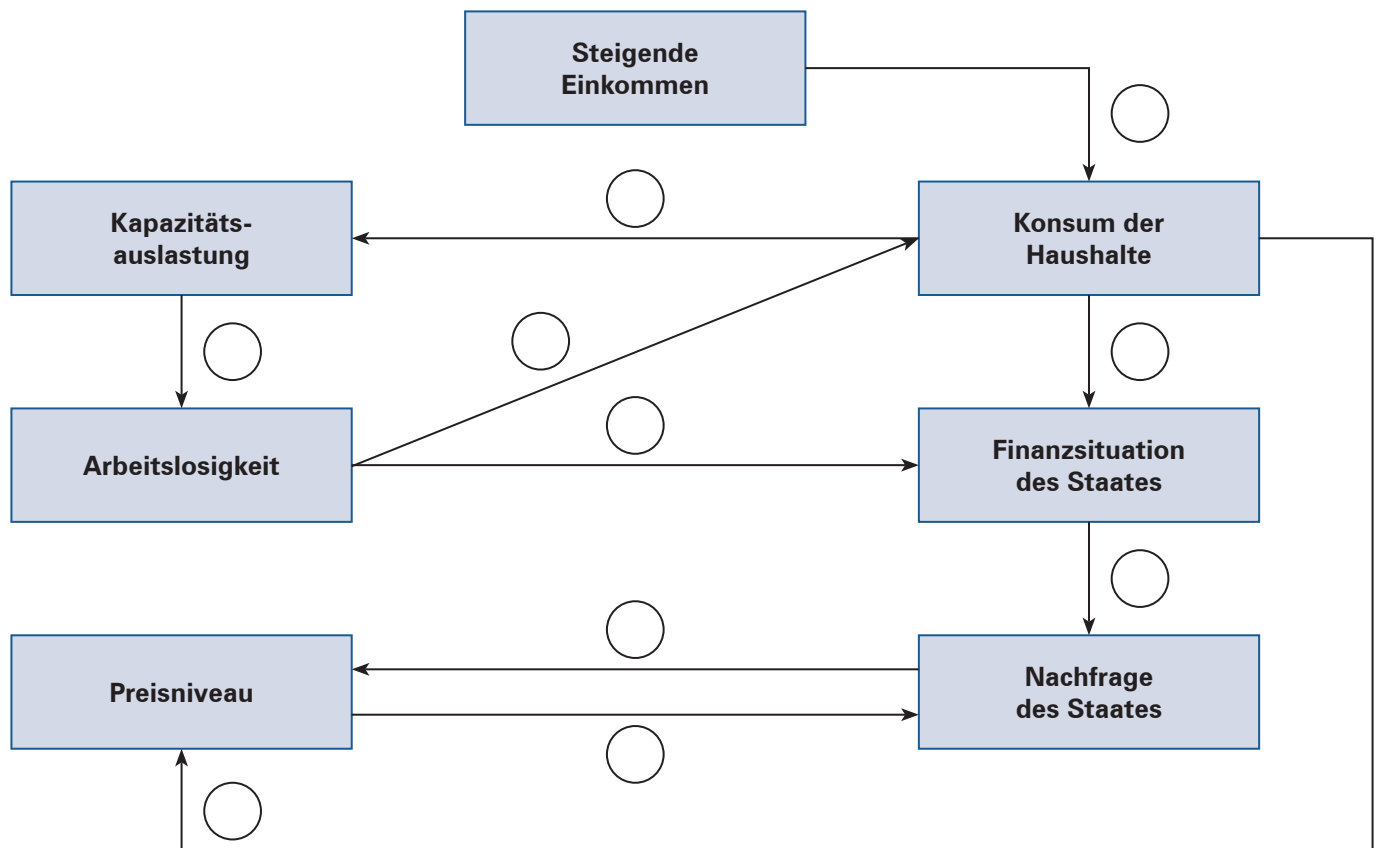 Steigende
Einkommen
Kapazitäts-
auslastung
Konsum der
Haushalte
Arbeitslosigkeit
Finanzsituation
des Staates
Preisniveau
Nachfrage
des Staates